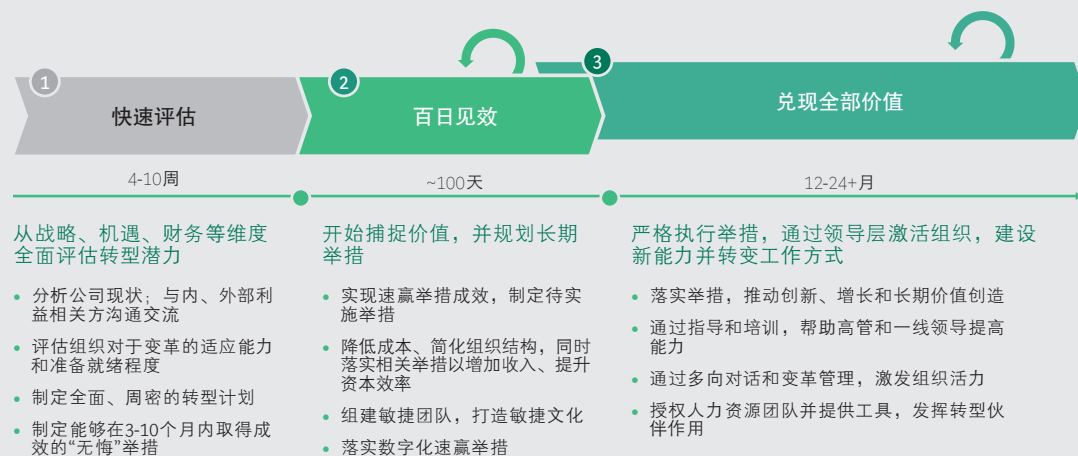 1
快速评估
2
百日见效
3
兑现全部价值
4-10周
~100天
12-24+月
从战略、机遇、财务等维度
全面评估转型潜力
• 分析公司现状；与内、外部利
益相关方沟通交流
• 评估组织对于变革的适应能力
和准备就绪程度
• 制定全面、周密的转型计划
• 制定能够在3-10个月内取得成
效的“无悔”举措
开始捕捉价值，并规划长期
举措
• 实现速赢举措成效，制定待实
施举措
• 降低成本、简化组织结构，同时
落实相关举措以增加收入、提升
资本效率
• 组建敏捷团队，打造敏捷文化
• 落实数字化速赢举措
严格执行举措，通过领导层激活组织，建设
新能力并转变工作方式
• 落实举措，推动创新、增长和长期价值创造
• 通过指导和培训，帮助高管和一线领导提高
能力
• 通过多向对话和变革管理，激发组织活力
• 授权人力资源团队并提供工具，发挥转型伙
伴作用